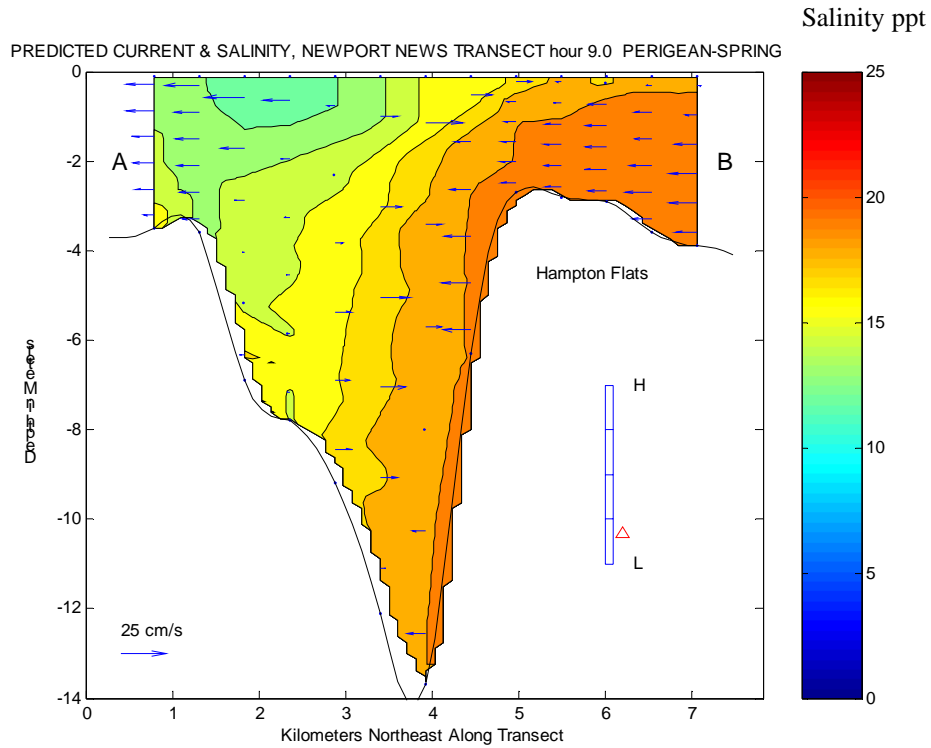 Salinity ppt
PREDICTED CURRENT & SALINITY, NEWPORT NEWS TRANSECT hour 9.0 PERIGEAN-SPRING
0
-2
-4
-6
-8
-10
-12
-14
A
B
Hampton Flats
H
L
25 cm/s
0
1
2
3
4
5
6
7
Kilometers Northeast Along Transect
25
20
15
10
5
0